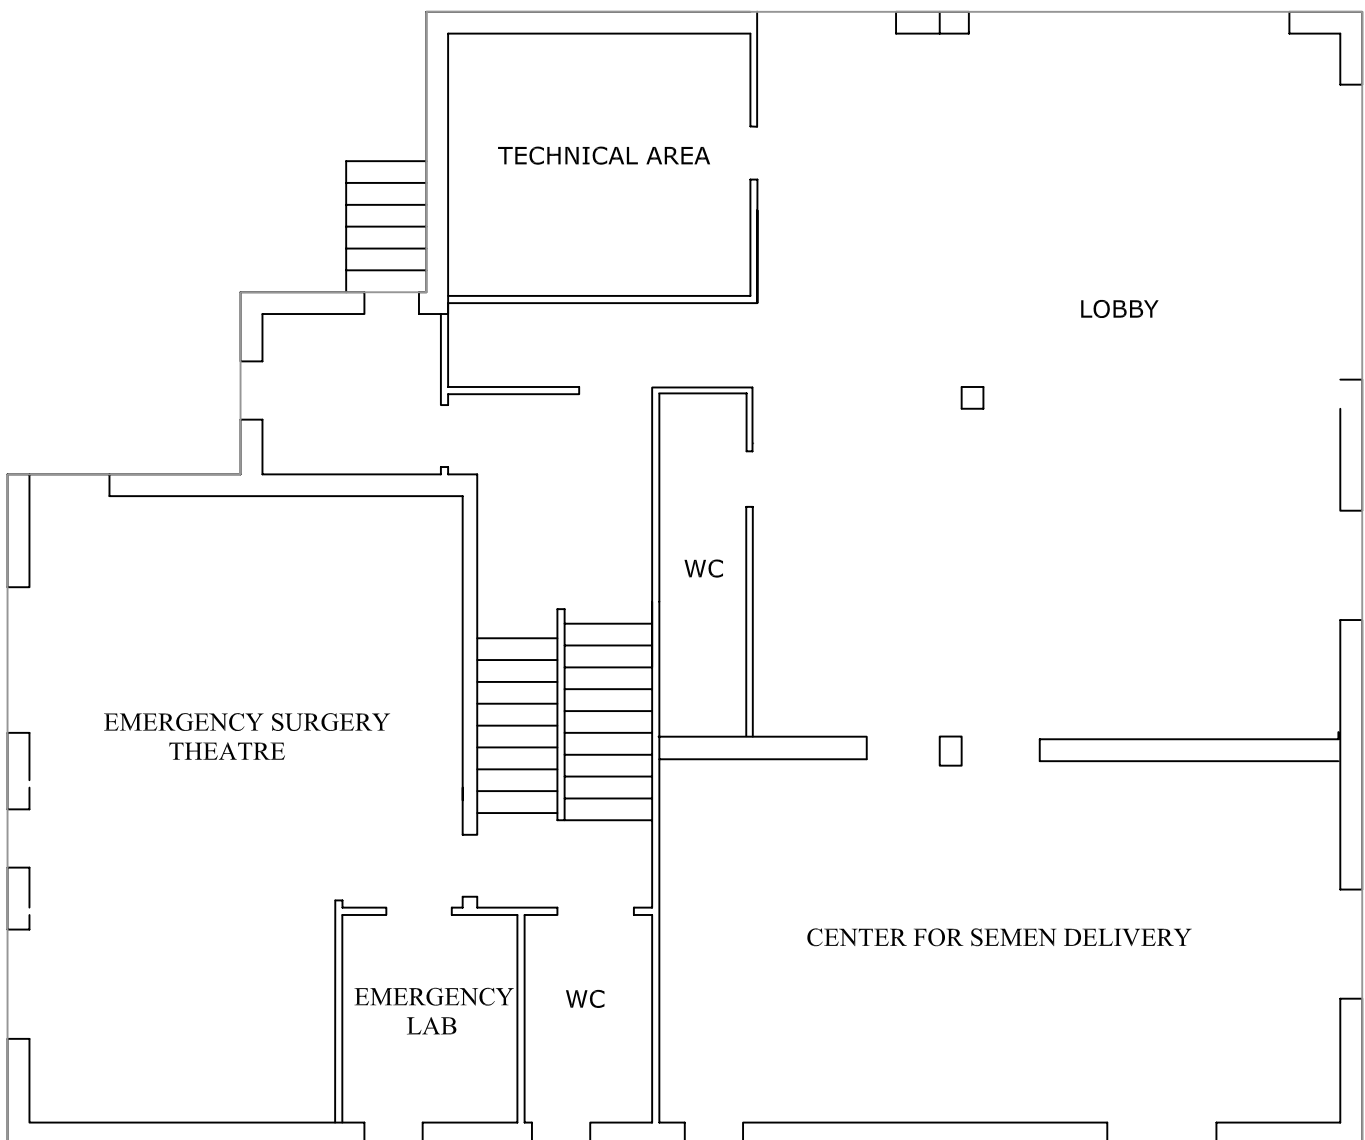 TECHNICAL AREA
LOBBY
WC
EMERGENCY SURGERY
THEATRE
CENTER FOR SEMEN DELIVERY
EMERGENCY
LAB
WC